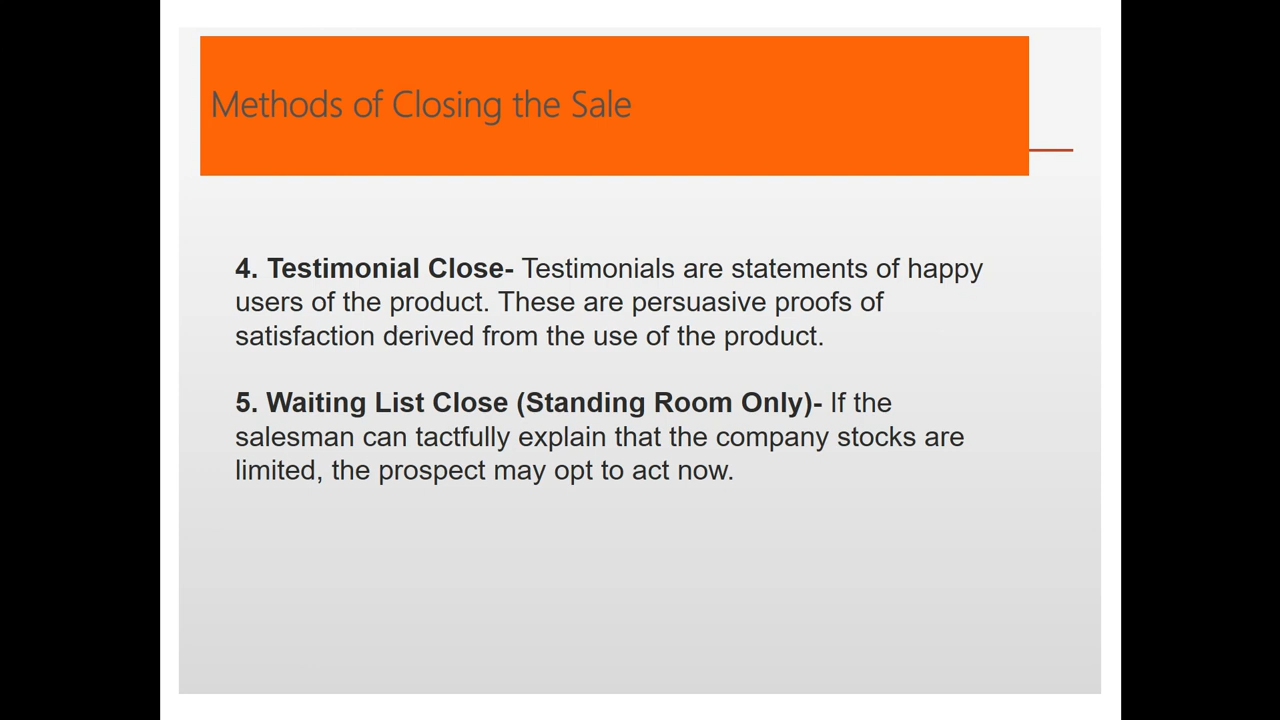 Methods of Closing the Sale
4. Testimonial Close- Testimonials are statements of happy
users of the product. These are persuasive proofs of
satisfaction derived from the use of the product.
5. Waiting List Close (Standing Room Only)- If the
salesman can tactfully explain that the company stocks are
limited, the prospect may opt to act now.